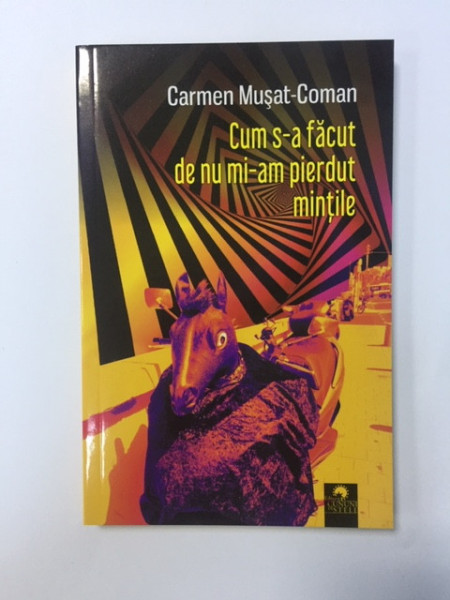 Carmen Mușat-Coman
Cum s-a făcut
de nu mi-am pierdut
mințile